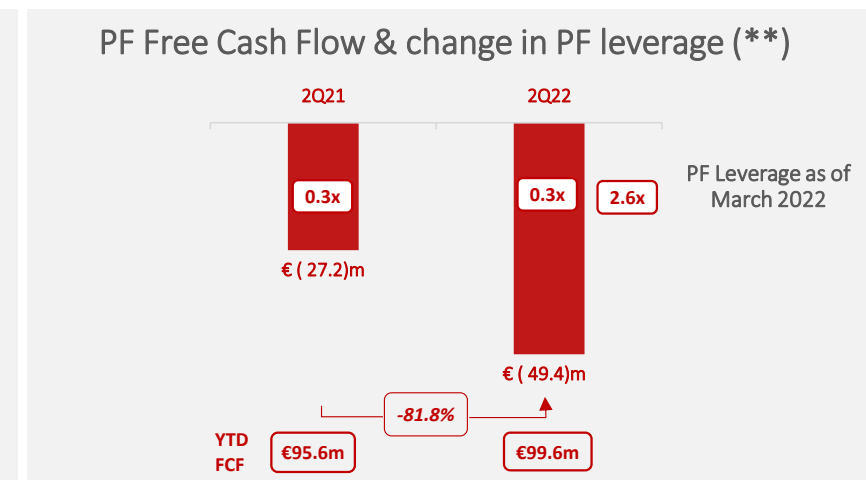 PF Free Cash Flow & change in PF leverage (**)
2Q21
2Q22
0.3x
0.3x
2.6x
PF Leverage as of
March 2022
€ ( 27.2)m
€ ( 49.4)m
-81.8%
YTD
FCF
€95.6m
€99.6m